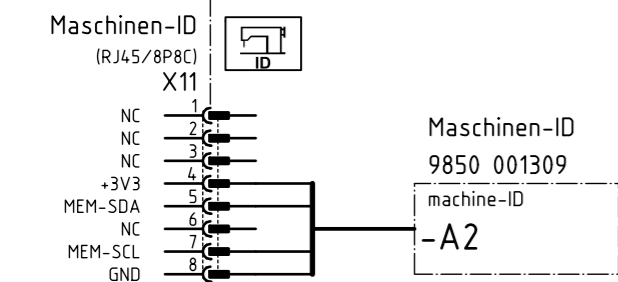 Maschinen-ID
(RJ45/8P8C)
X11
ID
NC 1
NC 2
NC 3
+3V3 4
MEM-SDA 5
NC 6
MEM-SCL 7
GND 8
Maschinen-ID
9850 001309
machine-ID
-A2